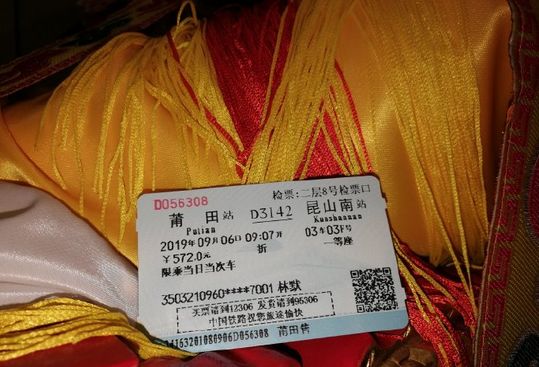 D056308 检票:二层8号检票口
莆田站 D3142 昆山南站
Putian Kunshannan
2019年09月06日 09:07开 03车03F号
￥572.0元 折 一等座
限乘当日当次车
3503210960****7001 林默
买票请到12306 发货请到95306
中国铁路祝您旅途愉快
16320108090​6D056308 莆田售